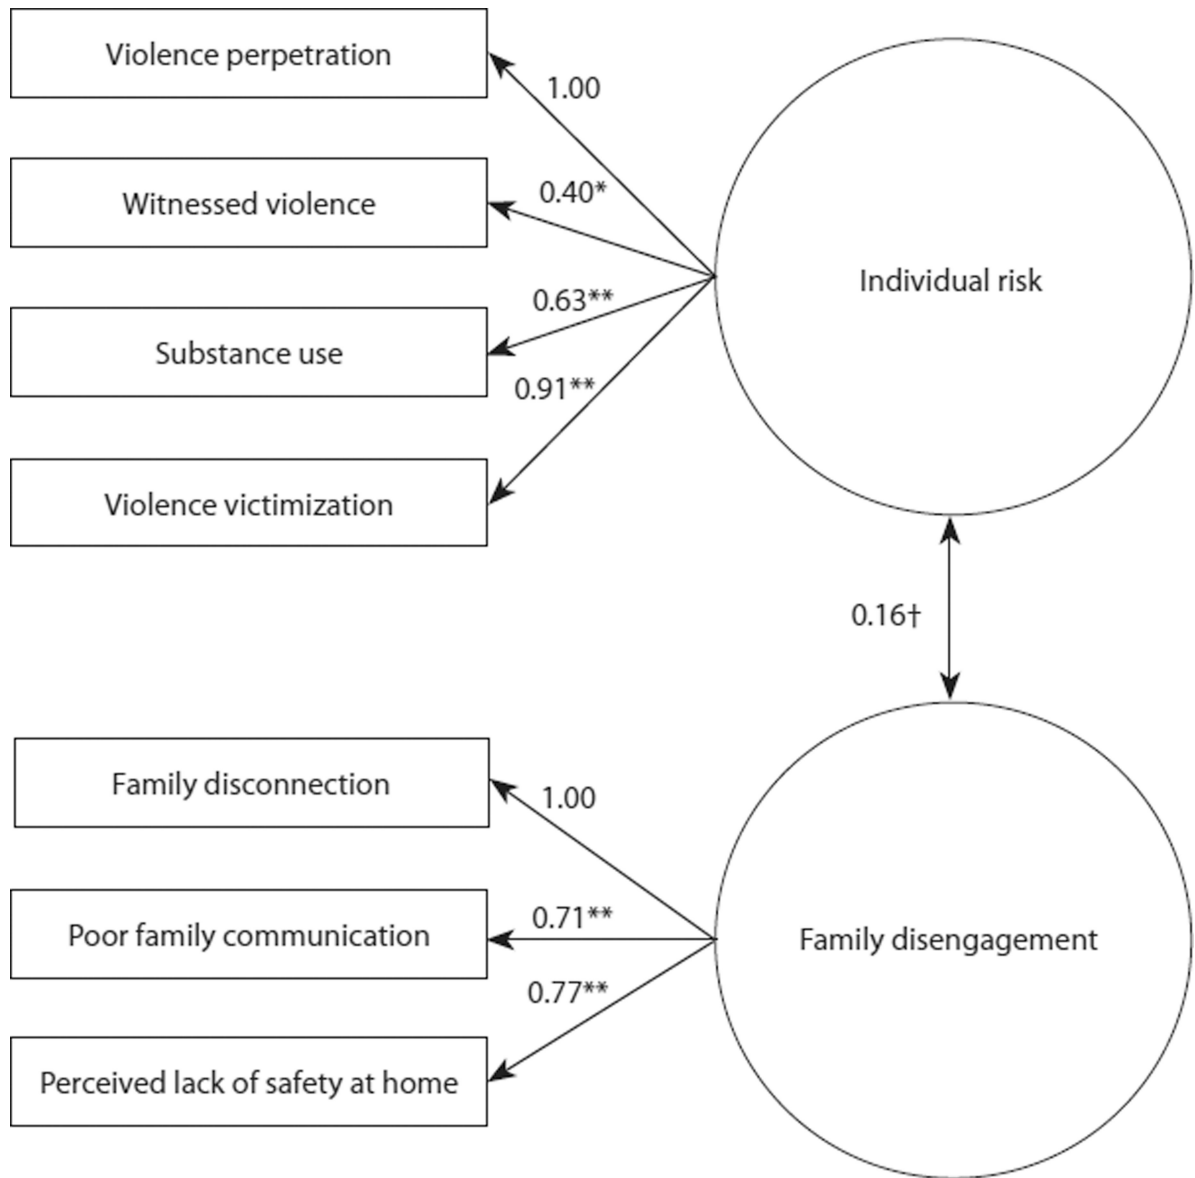 Violence perpetration
1.00
Witnessed violence
0.40*
Individual risk
Substance use
0.63**
0.91**
Violence victimization
0.16†
Family disconnection
1.00
Poor family communication
0.71**
Family disengagement
0.77**
Perceived lack of safety at home